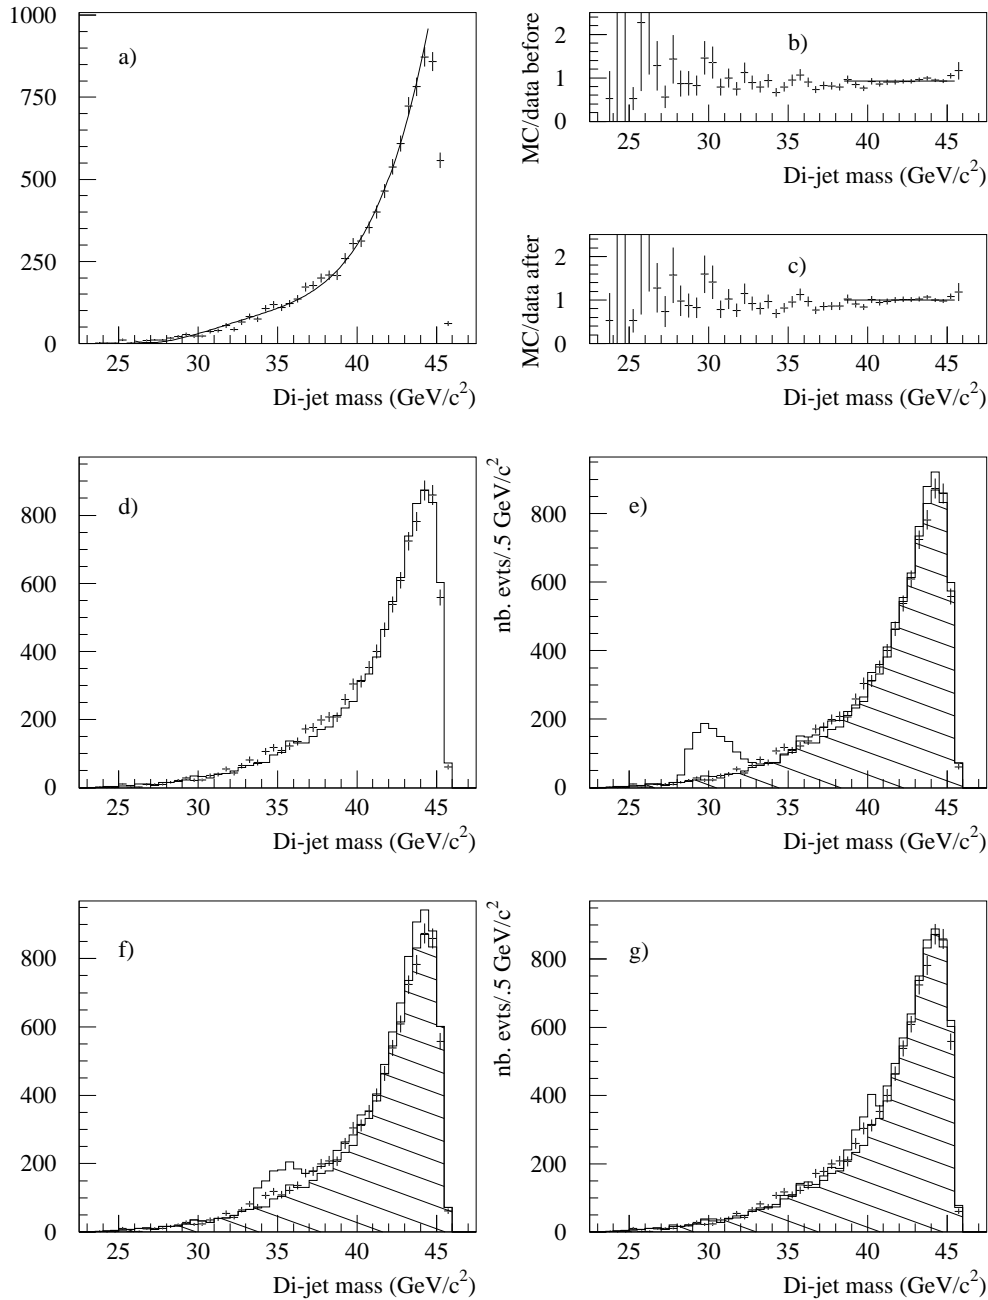 1000
750
500
250
0
25 30 35 40 45
Di-jet mass (GeV/c2)
a)
MC/data before
2
1
0
25 30 35 40 45
Di-jet mass (GeV/c2)
b)
MC/data after
2
1
0
25 30 35 40 45
Di-jet mass (GeV/c2)
c)
800
600
400
200
0
25 30 35 40 45
Di-jet mass (GeV/c2)
d)
nb. evts/.5 GeV/c2
800
600
400
200
0
25 30 35 40 45
Di-jet mass (GeV/c2)
e)
800
600
400
200
0
25 30 35 40 45
Di-jet mass (GeV/c2)
f)
nb. evts/.5 GeV/c2
800
600
400
200
0
25 30 35 40 45
Di-jet mass (GeV/c2)
g)